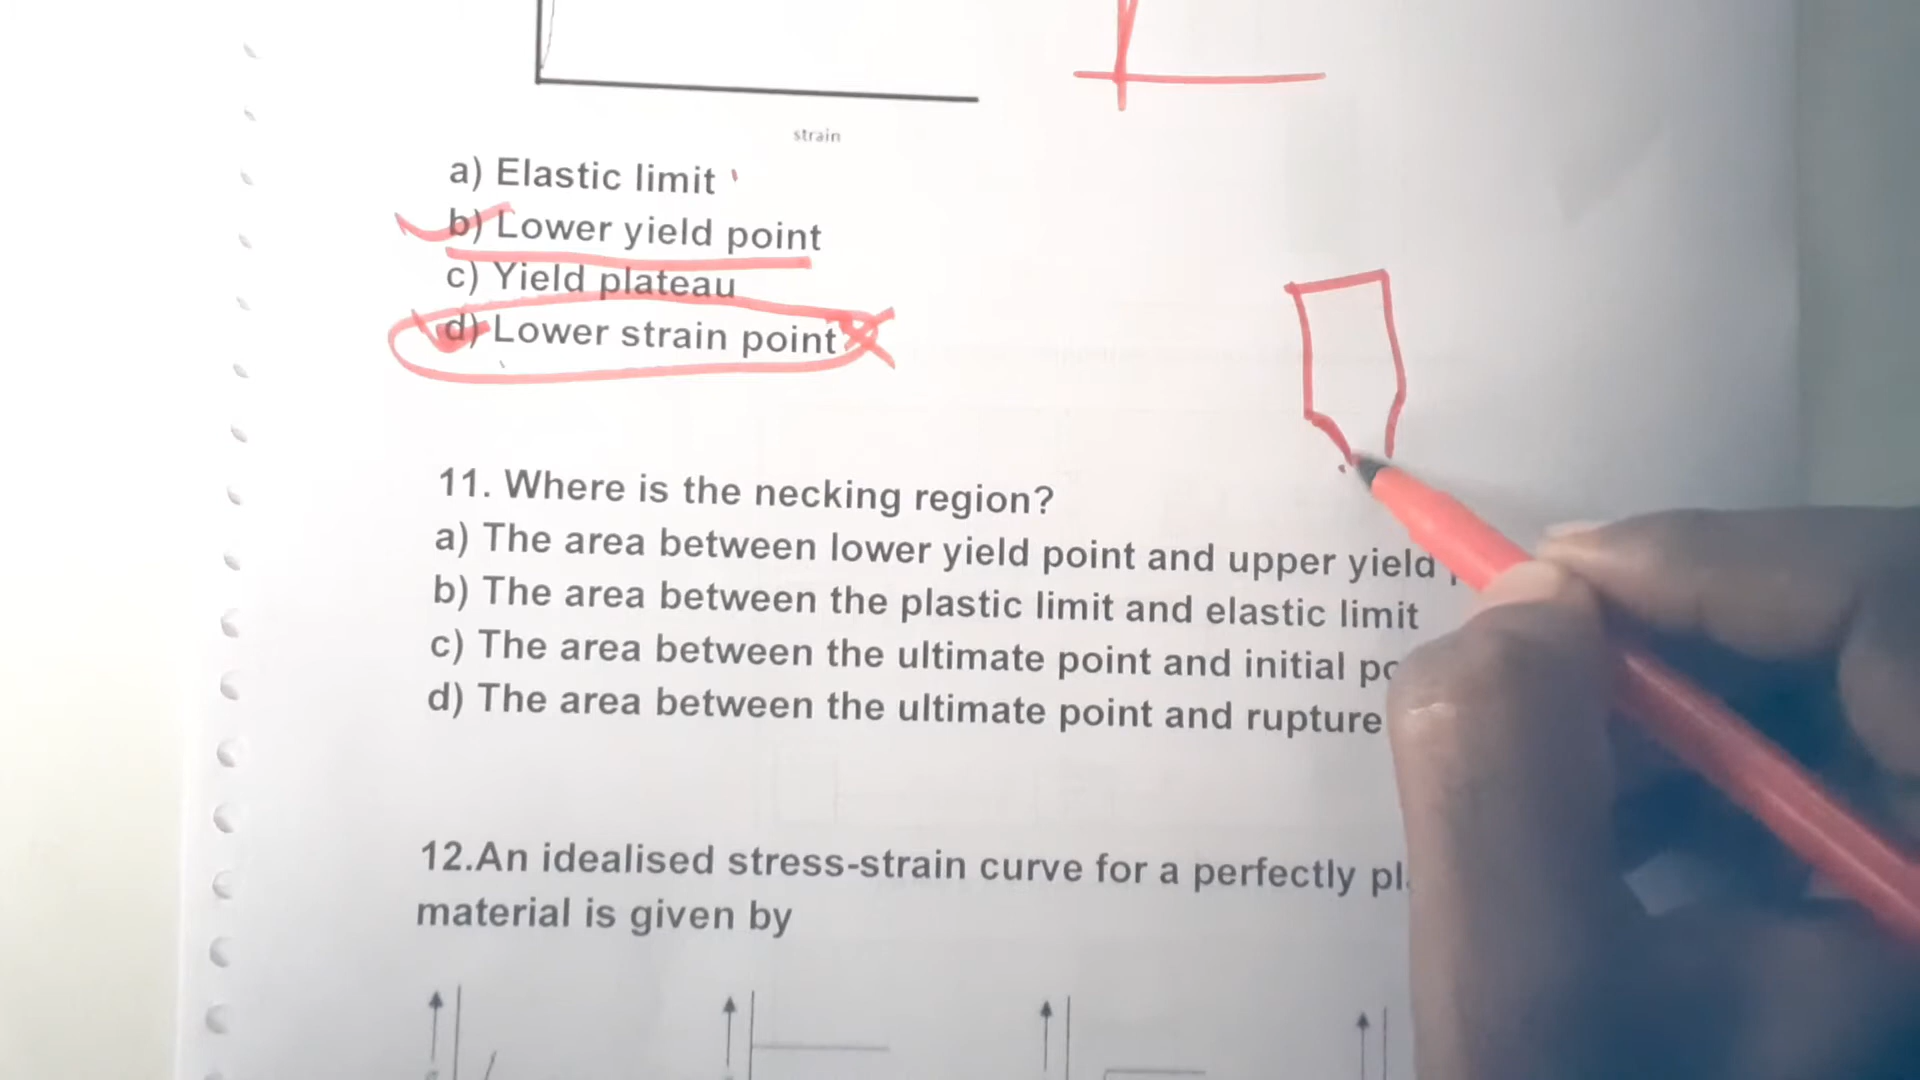 strain
a) Elastic limit
b) Lower yield point
c) Yield plateau
d) Lower strain point
11. Where is the necking region?
a) The area between lower yield point and upper yield
b) The area between the plastic limit and elastic limit
c) The area between the ultimate point and initial
d) The area between the ultimate point and rupture
12.An idealised stress-strain curve for a perfectly
material is given by